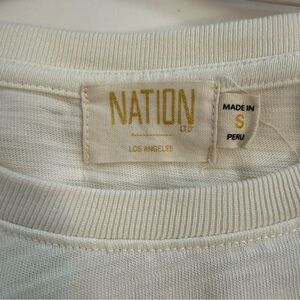 NATION
LTD
LOS ANGELES
MADE IN
S
PERU